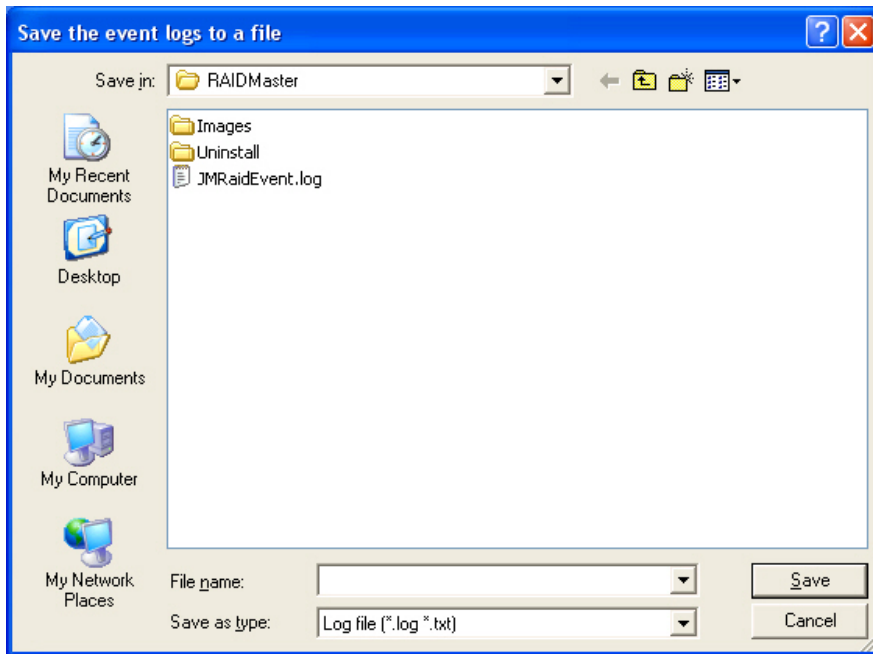 Save the event logs to a file
Save in:
RAIDMaster
Images
Uninstall
JMRaidEvent.log
My Recent
Documents
Desktop
My Documents
My Computer
My Network
Places
File name:
Save
Save as type:
Log file (*.log *.txt)
Cancel